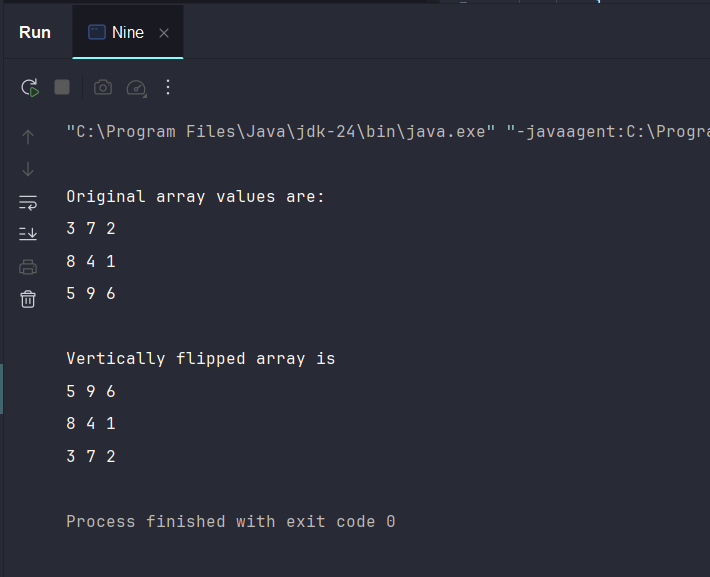 Run Nine
"C:\Program Files\Java\jdk-24\bin\java.exe" "-javaagent:C:\Progra
Original array values are:
3 7 2
8 4 1
5 9 6
Vertically flipped array is
5 9 6
8 4 1
3 7 2
Process finished with exit code 0